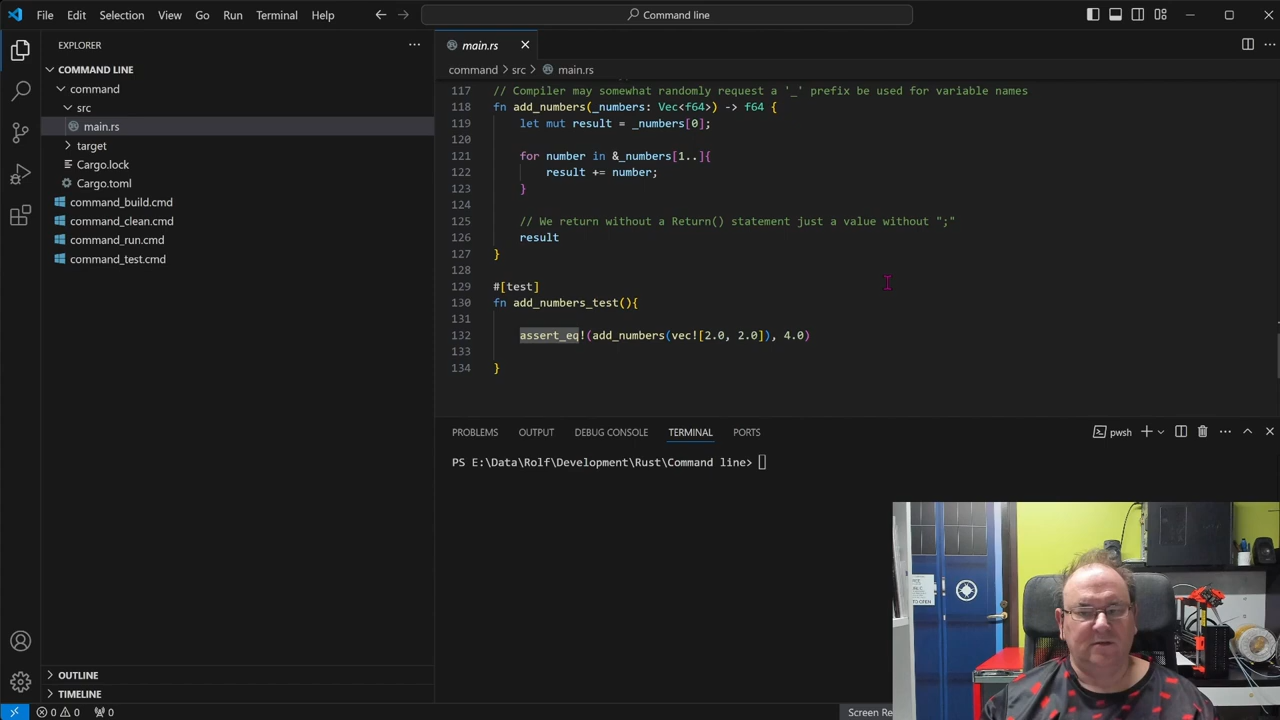 File Edit Selection View Go Run Terminal Help
Command line
EXPLORER
COMMAND LINE
command
src
main.rs
target
Cargo.lock
Cargo.toml
command_build.cmd
command_clean.cmd
command_run.cmd
command_test.cmd
OUTLINE
TIMELINE
main.rs
command > src > main.rs
117 // Compiler may somewhat randomly request a '_' prefix be used for variable names
118 fn add_numbers(_numbers: Vec<f64>) -> f64 {
119 let mut result = _numbers[0];
120
121 for number in &_numbers[1..]{
122 result += number;
123 }
124
125 // We return without a Return() statement just a value without ";"
126 result
127 }
128
129 #[test]
130 fn add_numbers_test(){
131
132 assert_eq!(add_numbers(vec![2.0, 2.0]), 4.0)
133
134 }
PROBLEMS OUTPUT DEBUG CONSOLE TERMINAL PORTS
pwsh
PS E:\Data\Rolf\Development\Rust\Command line>
0 0 0
Screen Re